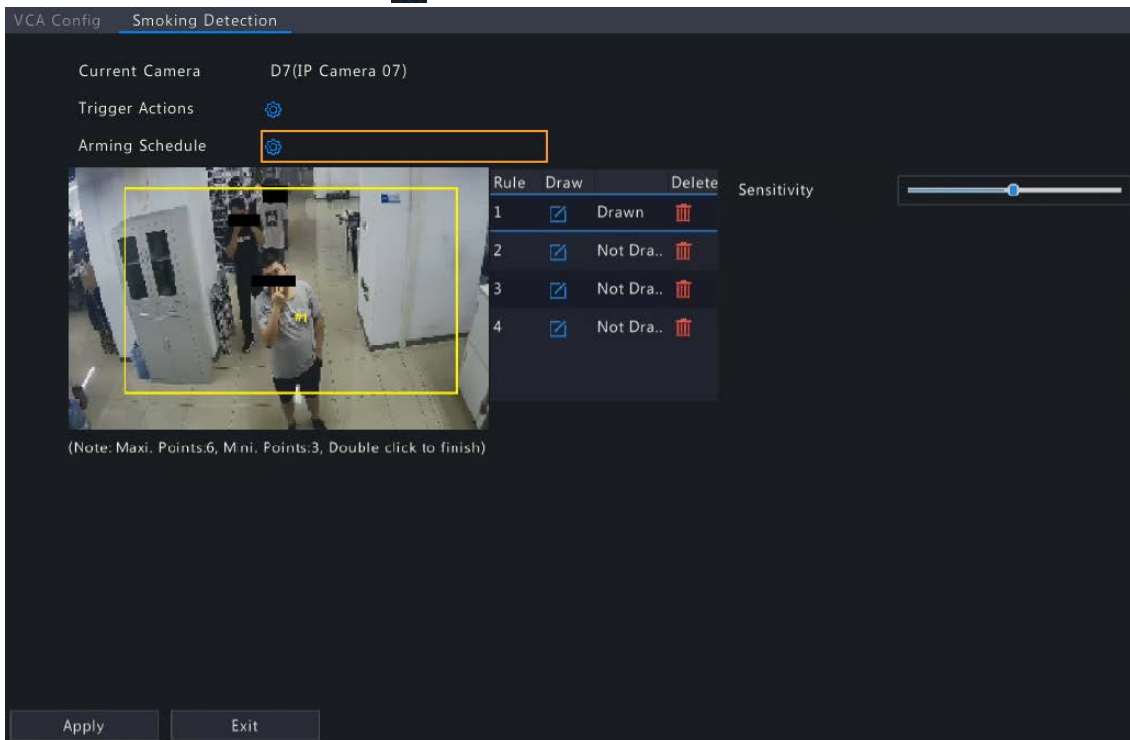 VCA Config Smoking Detection
Current Camera D7(IP Camera 07)
Trigger Actions
Arming Schedule
Rule Draw Delete
Sensitivity
1 Drawn
2 Not Dra..
3 Not Dra..
#1
4 Not Dra..
(Note: Maxi. Points:6, Mini. Points:3, Double click to finish)
Apply Exit